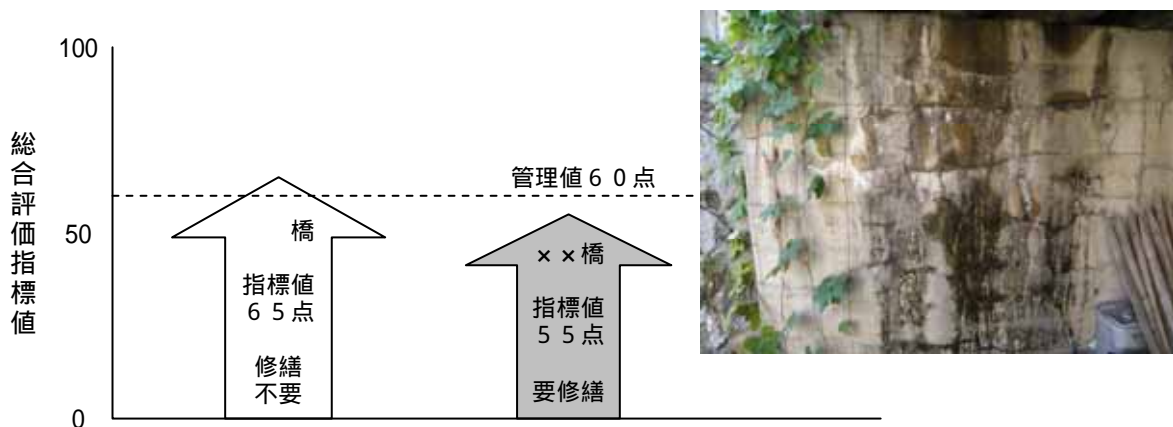 100
総合評価指標値
管理値６０点
50
橋
指標値
６５点
修繕
不要
××橋
指標値
５５点
要修繕
0